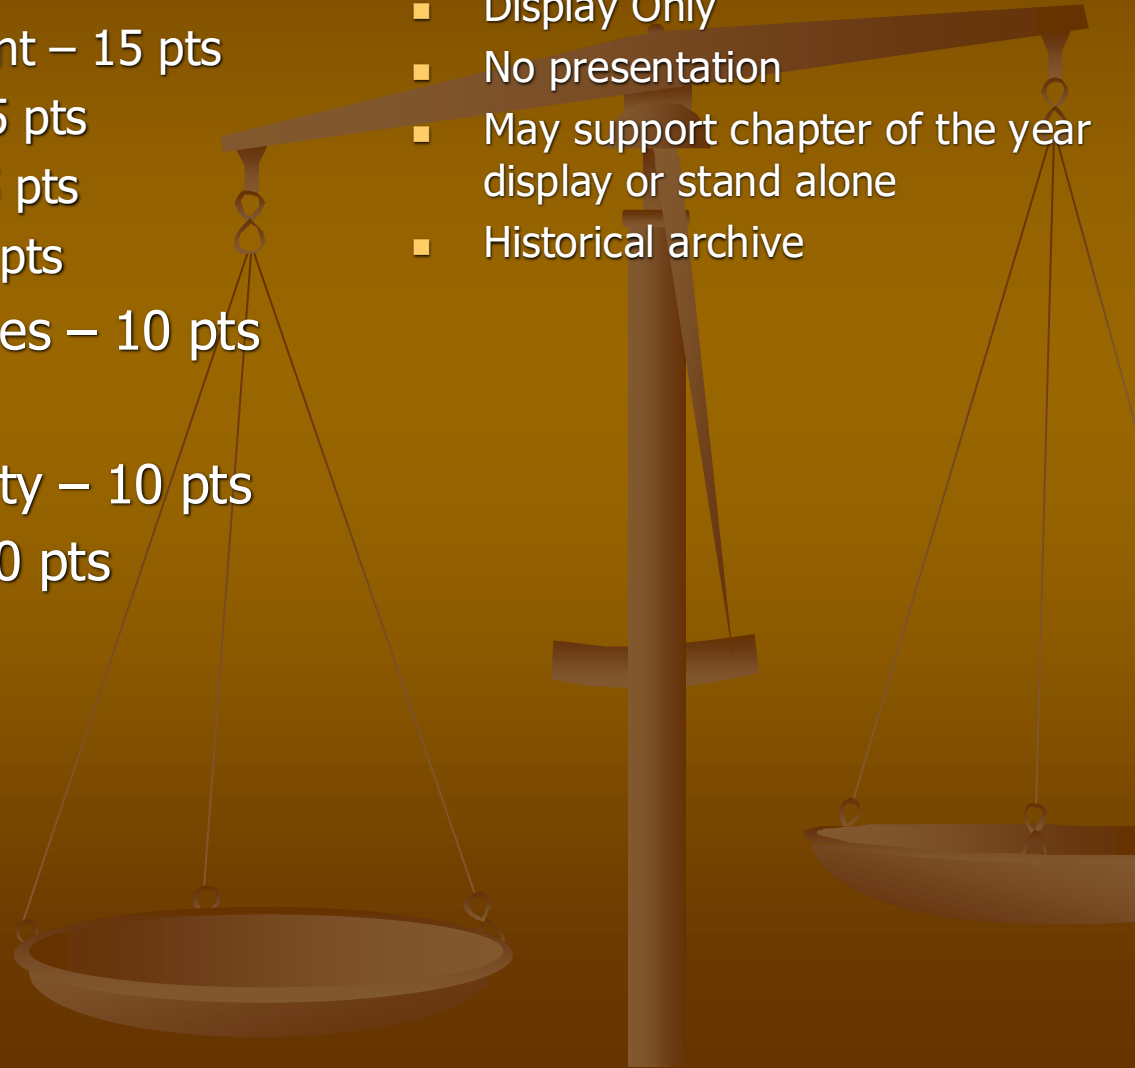 nt – 15 pts
5 pts
pts
pts
es – 10 pts
ty – 10 pts
0 pts
Display Only
No presentation
May support chapter of the year
display or stand alone
Historical archive